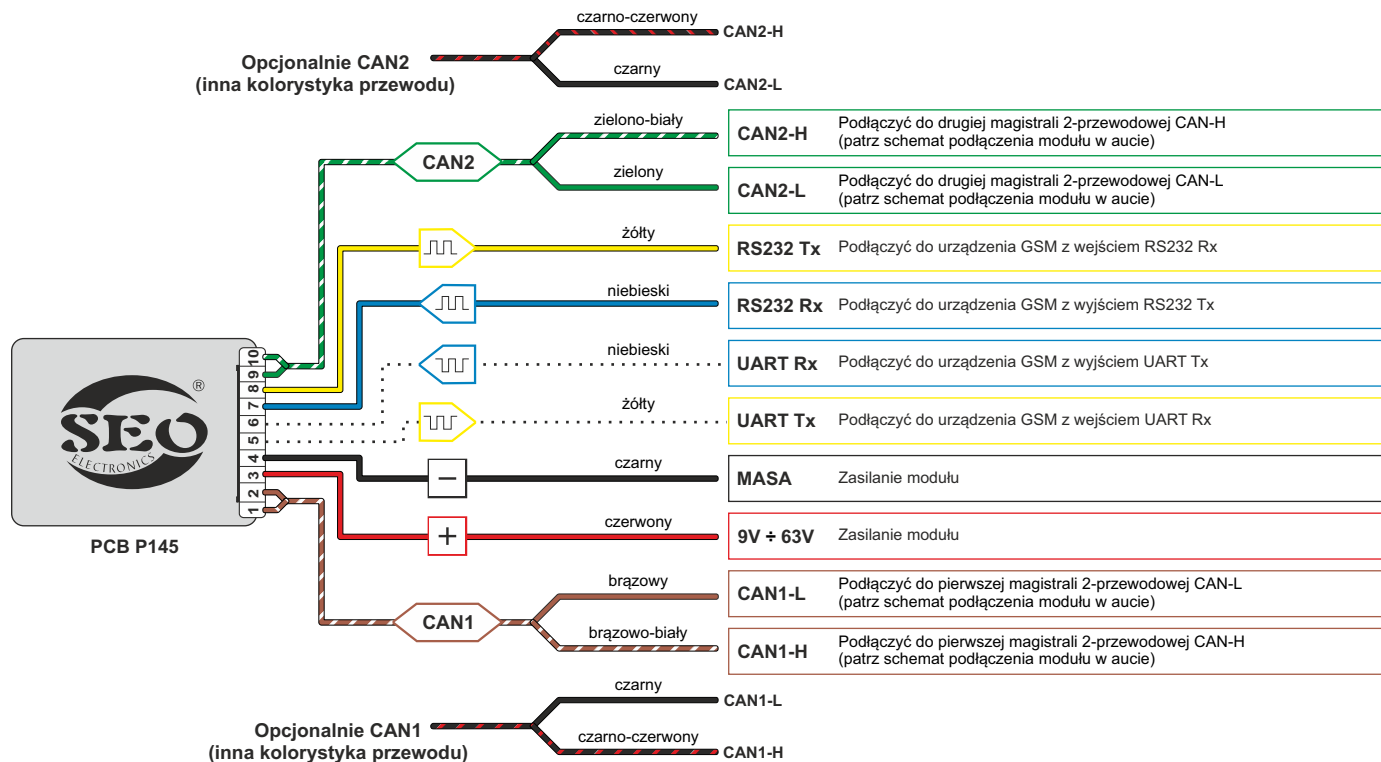 czarno-czerwony
CAN2-H
Opcjonalnie CAN2
(inna kolorystyka przewodu)
czarny
CAN2-L
zielono-biały
CAN2
CAN2-H
Podłączyć do drugiej magistrali 2-przewodowej CAN-H
(patrz schemat podłączenia modułu w aucie)
zielony
CAN2-L
Podłączyć do drugiej magistrali 2-przewodowej CAN-L
(patrz schemat podłączenia modułu w aucie)
żółty
RS232 Tx
Podłączyć do urządzenia GSM z wejściem RS232 Rx
niebieski
RS232 Rx
Podłączyć do urządzenia GSM z wyjściem RS232 Tx
niebieski
UART Rx
Podłączyć do urządzenia GSM z wyjściem UART Tx
żółty
UART Tx
Podłączyć do urządzenia GSM z wejściem UART Rx
czarny
−
MASA
Zasilanie modułu
czerwony
+
9V ÷ 63V
Zasilanie modułu
SEO
®
ELECTRONICS
10
9
8
7
6
5
4
3
2
1
PCB P145
brązowy
CAN1
CAN1-L
Podłączyć do pierwszej magistrali 2-przewodowej CAN-L
(patrz schemat podłączenia modułu w aucie)
brązowo-biały
CAN1-H
Podłączyć do pierwszej magistrali 2-przewodowej CAN-H
(patrz schemat podłączenia modułu w aucie)
czarny
CAN1-L
Opcjonalnie CAN1
(inna kolorystyka przewodu)
czarno-czerwony
CAN1-H